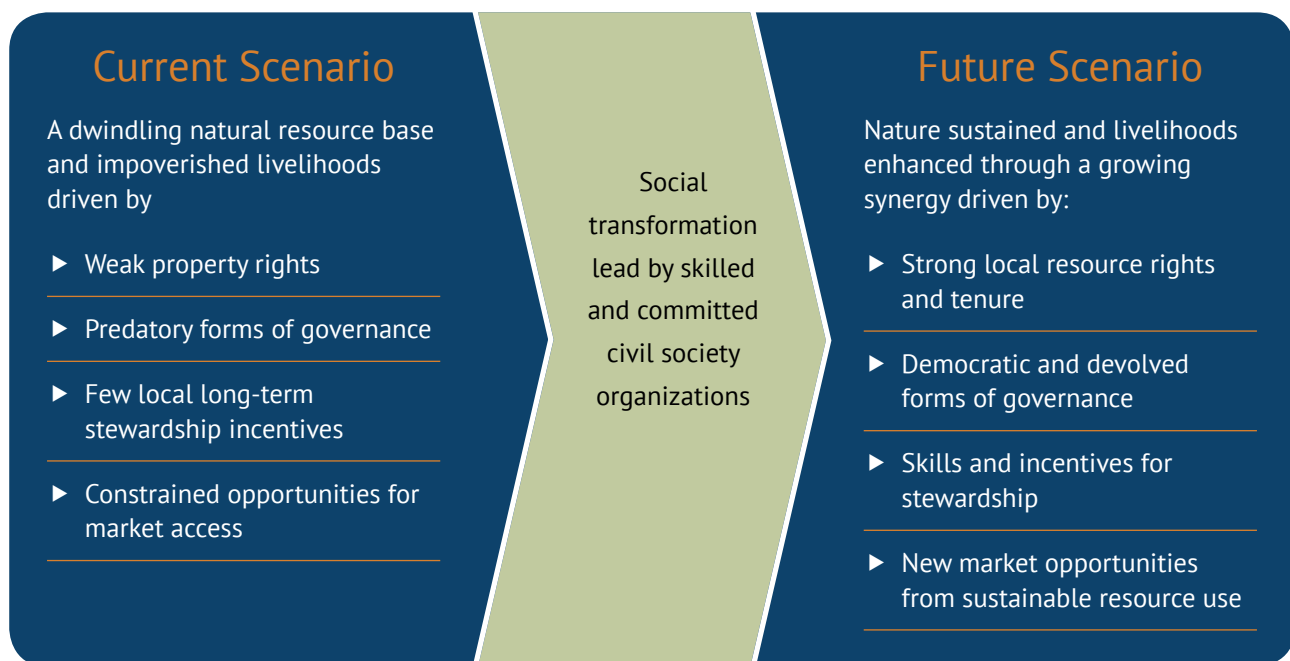 Current Scenario
A dwindling natural resource base
and impoverished livelihoods
driven by
Weak property rights
Predatory forms of governance
Few local long-term
stewardship incentives
Constrained opportunities for
market access
Social
transformation
lead by skilled
and committed
civil society
organizations
Future Scenario
Nature sustained and livelihoods
enhanced through a growing
synergy driven by:
Strong local resource rights
and tenure
Democratic and devolved
forms of governance
Skills and incentives for
stewardship
New market opportunities
from sustainable resource use